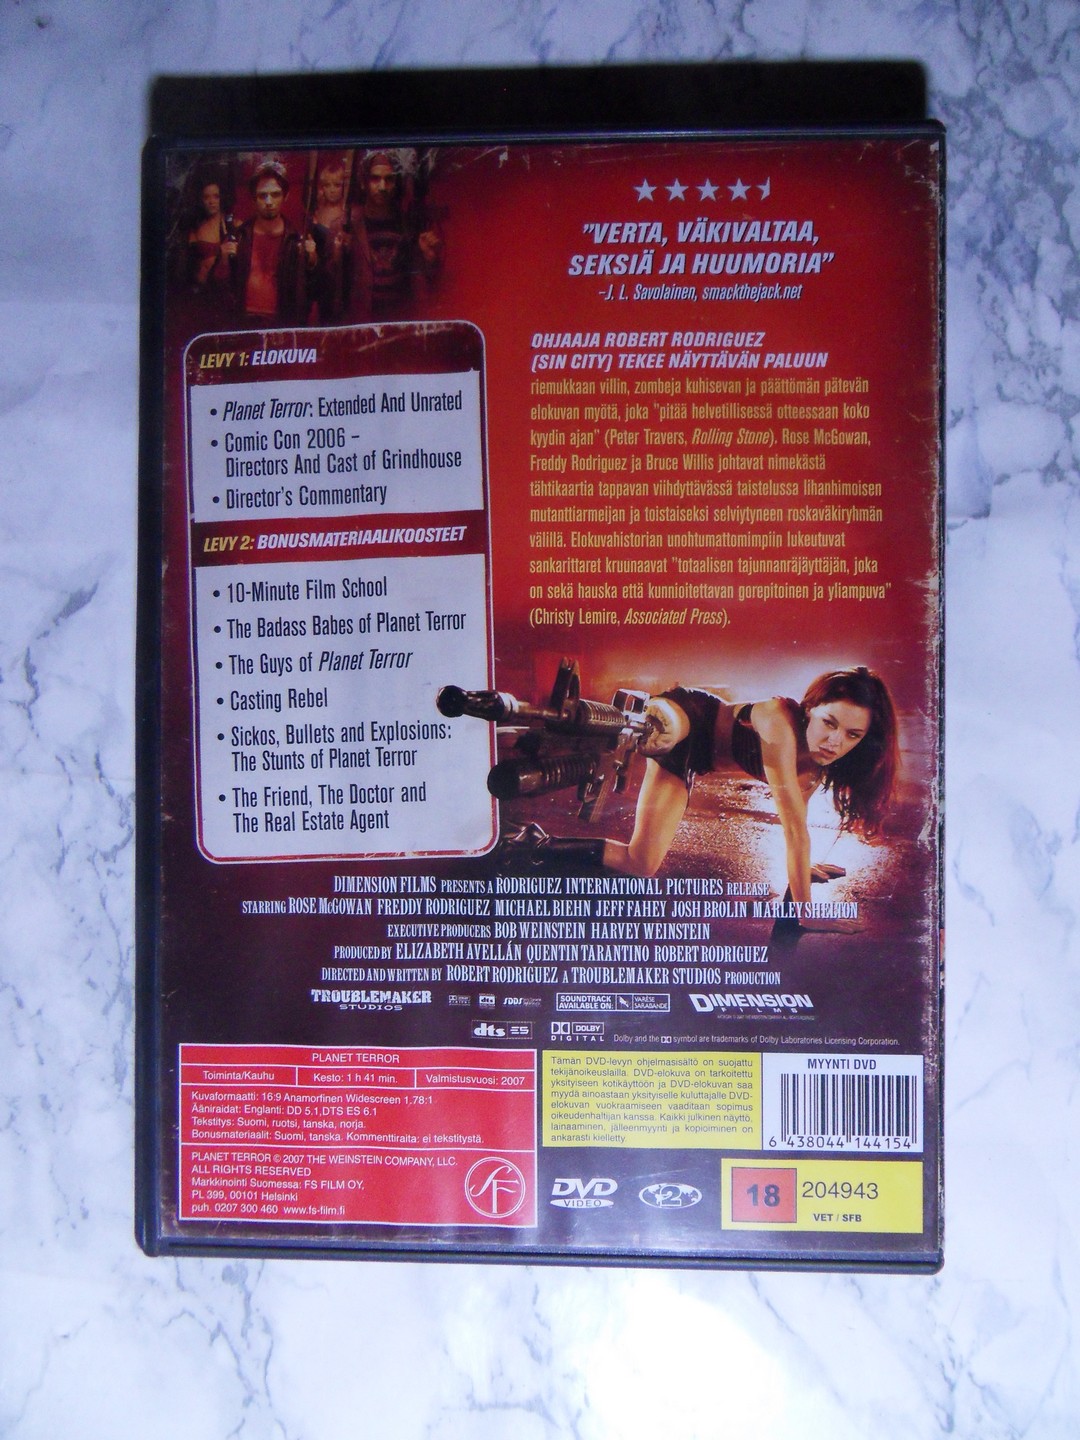 "VERTA, VÄKIVALTAA,
SEKSIÄ JA HUUMORIA"
-J. L. Savolainen, smackthejack.net
LEVY 1: ELOKUVA
• Planet Terror: Extended And Unrated
• Comic Con 2006 –
Directors And Cast of Grindhouse
• Director's Commentary
LEVY 2: BONUSMATERIAALIKOOSTEET
• 10-Minute Film School
• The Badass Babes of Planet Terror
• The Guys of Planet Terror
• Casting Rebel
• Sickos, Bullets and Explosions:
The Stunts of Planet Terror
• The Friend, The Doctor and
The Real Estate Agent
OHJAAJA ROBERT RODRIGUEZ
(SIN CITY) TEKEE NÄYTTÄVÄN PALUUN
riemukkaan villin, zombeja kuhisevan ja päättömän pätevän
elokuvan myötä, joka "pitää helvetillisessä otteessaan koko
kyydin ajan" (Peter Travers, Rolling Stone). Rose McGowan,
Freddy Rodriguez ja Bruce Willis johtavat nimekästä
tähtikaartia tappavan viihdyttävässä taistelussa lihanhimoisen
mutanttiarmeijan ja toistaiseksi selviytyneen roskaväkiryhmän
välillä. Elokuvahistorian unohtumattomimpiin lukeutuvat
sankarittaret kruunaavat "totaalisen tajunnanräjäyttäjän, joka
on sekä hauska että kunnioitettavan gorepitoinen ja yliampuva"
(Christy Lemire, Associated Press).
DIMENSION FILMS PRESENTS A RODRIGUEZ INTERNATIONAL PICTURES RELEASE
STARRING ROSE McGOWAN FREDDY RODRIGUEZ MICHAEL BIEHN JEFF FAHEY JOSH BROLIN MARLEY SHELTON
EXECUTIVE PRODUCERS BOB WEINSTEIN HARVEY WEINSTEIN
PRODUCED BY ELIZABETH AVELLÁN QUENTIN TARANTINO ROBERT RODRIGUEZ
DIRECTED AND WRITTEN BY ROBERT RODRIGUEZ A TROUBLEMAKER STUDIOS PRODUCTION
TROUBLEMAKER
STUDIOS
dts
SDDS
SOUNDTRACK
AVAILABLE ON:
VARÈSE
SARABANDE
DIMENSION
FILMS
dts ES
DOLBY
DIGITAL
Dolby and the DD symbol are trademarks of Dolby Laboratories Licensing Corporation.
PLANET TERROR
Toiminta/Kauhu
Kesto: 1 h 41 min.
Valmistusvuosi: 2007
Kuvaformaatti: 16:9 Anamorfinen Widescreen 1,78:1
Ääniraidat: Englanti: DD 5.1,DTS ES 6.1
Tekstitys: Suomi, ruotsi, tanska, norja.
Bonusmateriaalit: Suomi, tanska. Kommenttiraita: ei tekstitystä.
PLANET TERROR © 2007 THE WEINSTEIN COMPANY, LLC.
ALL RIGHTS RESERVED
Markkinointi Suomessa: FS FILM OY,
PL 399, 00101 Helsinki
puh. 0207 300 460 www.fs-film.fi
SF
Tämän DVD-levyn ohjelmasisältö on suojattu
tekijänoikeuslailla. DVD-elokuva on tarkoitettu
yksityiseen kotikäyttöön ja DVD-elokuvan saa
myydä ainoastaan yksityiselle kuluttajalle DVD-
elokuvan vuokraamiseen vaaditaan sopimus
oikeudenhaltijan kanssa. Kaikki julkinen näyttö,
lainaaminen, jälleenmyynti ja kopioiminen on
ankarasti kielletty.
MYYNTI DVD
6 438044 144154
DVD
VIDEO
2
18
204943
VET / SFB